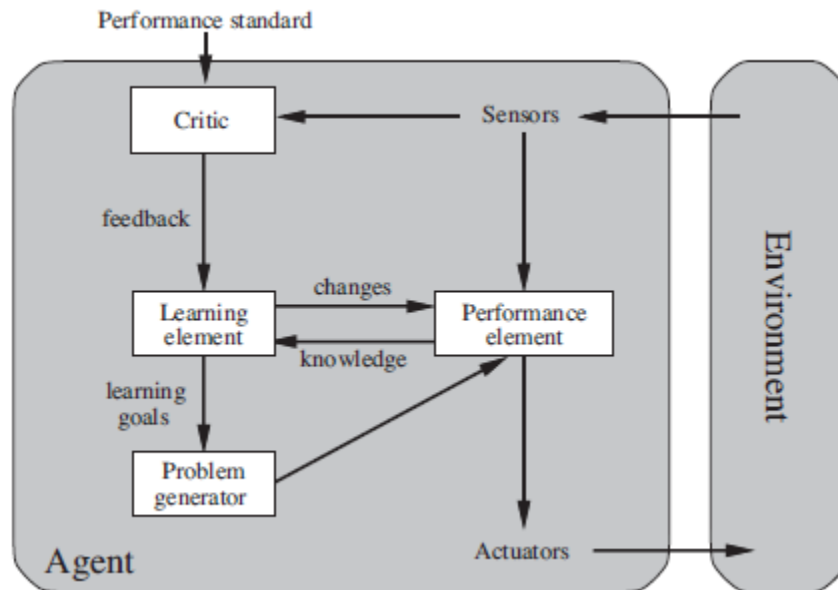 Performance standard
Critic
Sensors
feedback
changes
Learning
element
Performance
element
knowledge
learning
goals
Problem
generator
Agent
Actuators
Environment